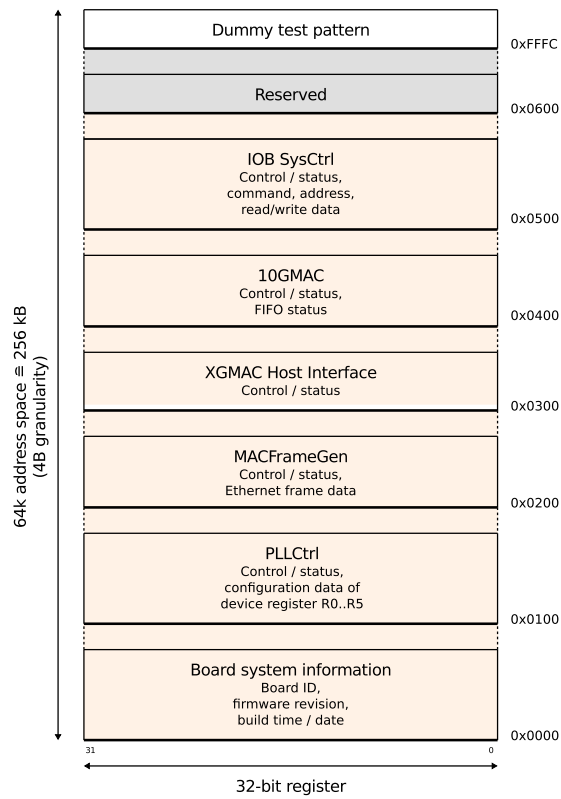 Dummy test pattern
0xFFFC
Reserved
0x0600
IOB SysCtrl
Control / status,
command, address,
read/write data
0x0500
10GMAC
Control / status,
FIFO status
0x0400
XGMAC Host Interface
Control / status
0x0300
MACFrameGen
Control / status,
Ethernet frame data
0x0200
PLLCtrl
Control / status,
configuration data of
device register R0..R5
0x0100
Board system information
Board ID,
firmware revision,
build time / date
0x0000
64k address space ≘ 256 kB
(4B granularity)
31 0
32-bit register